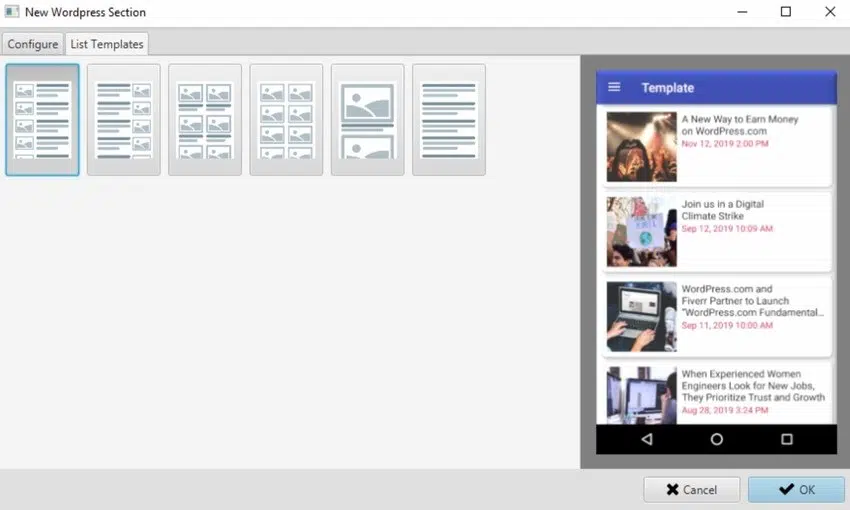 New Wordpress Section
Configure
List Templates
Template
A New Way to Earn Money
on WordPress.com
Nov 12, 2019 2:00 PM
Join us in a Digital
Climate Strike
Sep 12, 2019 10:09 AM
WordPress.com and
Fiverr Partner to Launch
“WordPress.com Fundamental...
Sep 11, 2019 10:00 AM
When Experienced Women
Engineers Look for New Jobs,
They Prioritize Trust and Growth
Aug 28, 2019 3:24 PM
Cancel
OK